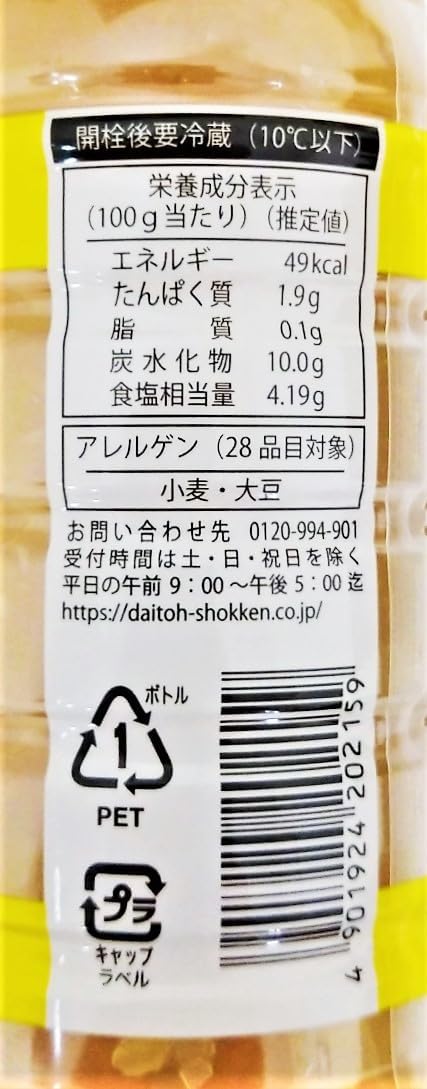 開栓後要冷蔵(10℃以下)
栄養成分表示
(100g当たり)(推定値)
エネルギー 49kcal
たんぱく質 1.9g
脂質 0.1g
炭水化物 10.0g
食塩相当量 4.19g
アレルゲン(28品目対象)
小麦・大豆
お問い合わせ先 0120-994-901
受付時間は土・日・祝日を除く
平日の午前9:00~午後5:00迄
https://daitoh-shokken.co.jp/
ボトル
1
PET
プラ
キャップ
ラベル
4 901924 202159